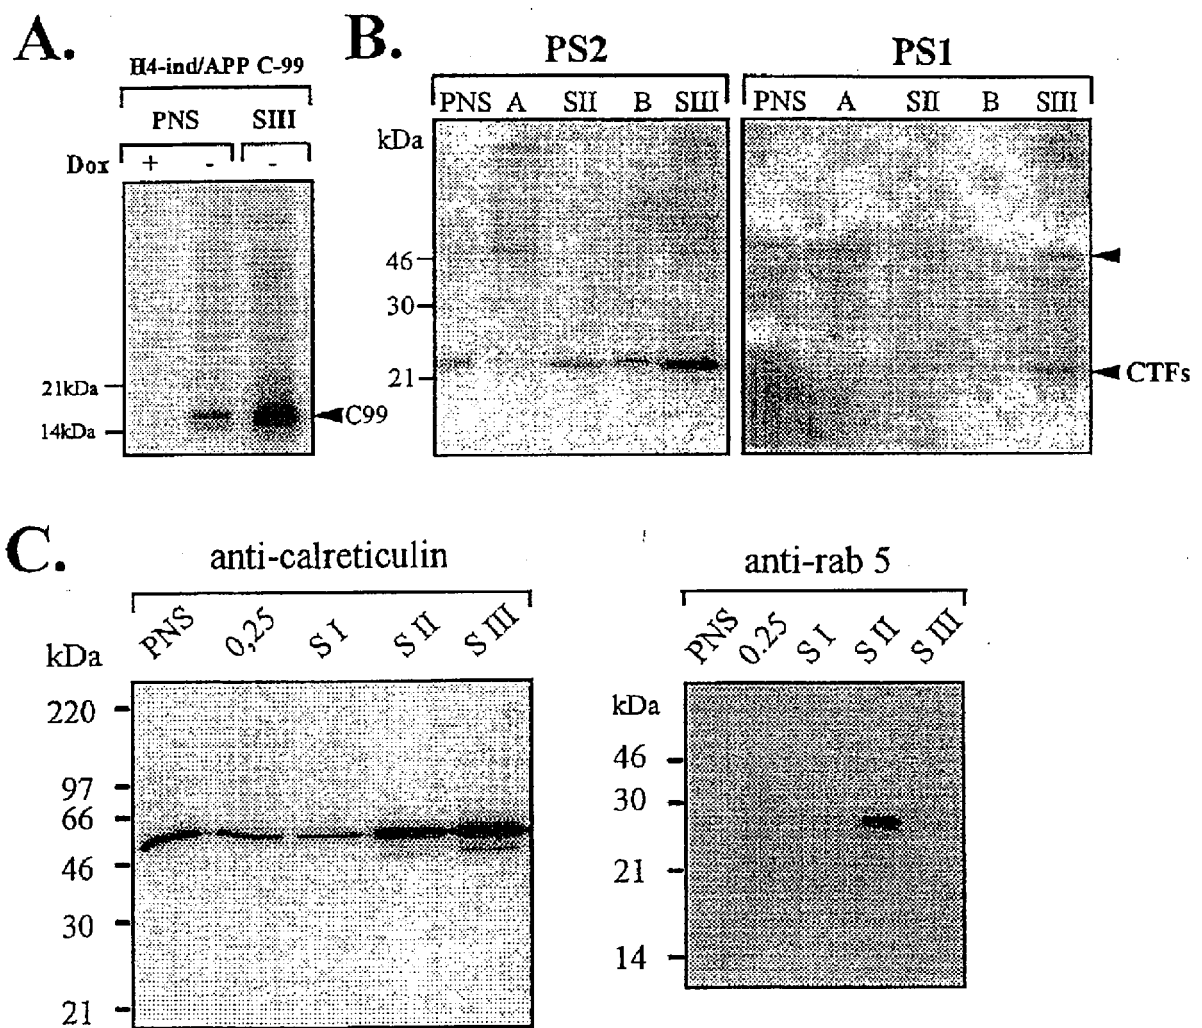 A.
H4-ind/APP C-99
PNS SIII
Dox + - -
21kDa
14kDa
C99
B.
PS2 PS1
PNS A SII B SIII PNS A SII B SIII
kDa
46
30
21
CTFs
C.
anti-calreticulin
PNS 0,25 S I S II S III
kDa
220
97
66
46
30
21
anti-rab 5
PNS 0.25 S I S II S III
kDa
46
30
21
14